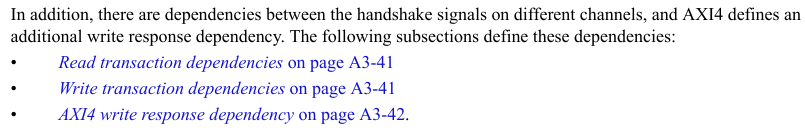 In addition, there are dependencies between the handshake signals on different channels, and AXI4 defines an
additional write response dependency. The following subsections define these dependencies:
• Read transaction dependencies on page A3-41
• Write transaction dependencies on page A3-41
• AXI4 write response dependency on page A3-42.